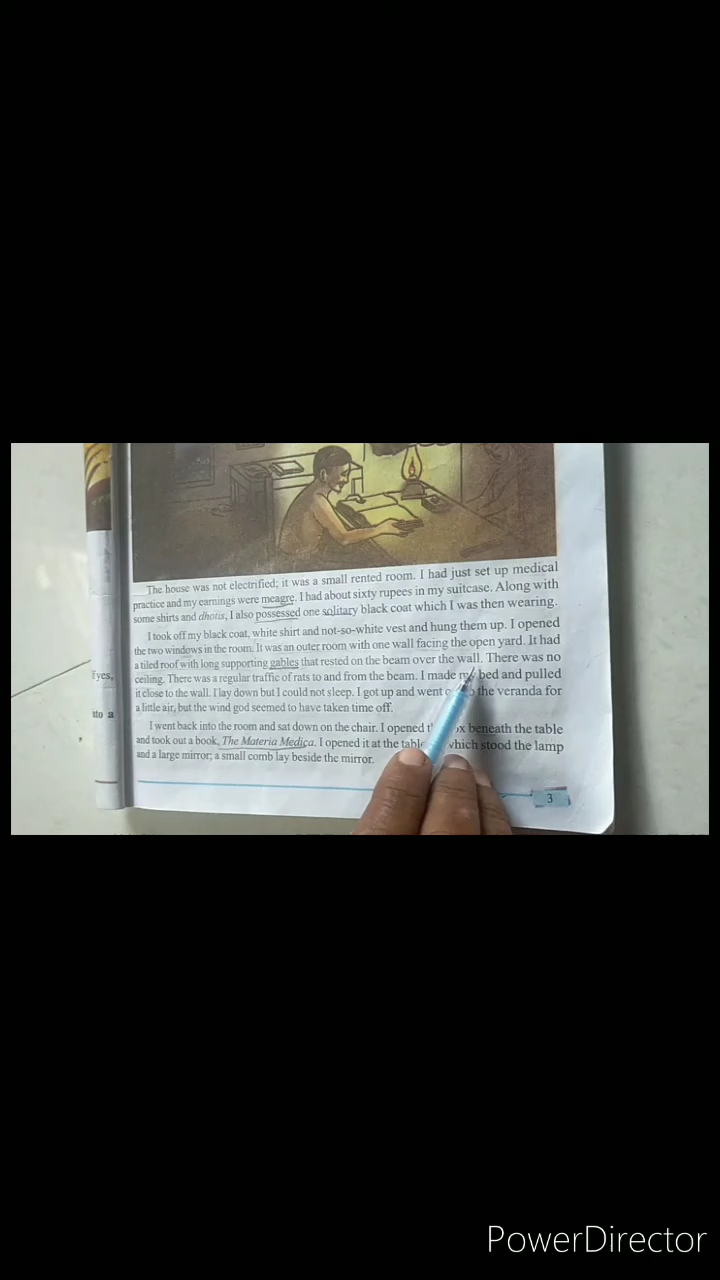 The house was not electrified; it was a small rented room. I had just set up medical
practice and my earnings were meagre. I had about sixty rupees in my suitcase. Along with
some shirts and dhotis, I also possessed one solitary black coat which I was then wearing.
I took off my black coat, white shirt and not-so-white vest and hung them up. I opened
the two windows in the room. It was an outer room with one wall facing the open yard. It had
a tiled roof with long supporting gables that rested on the beam over the wall. There was no
ceiling. There was a regular traffic of rats to and from the beam. I made my bed and pulled
it close to the wall. I lay down but I could not sleep. I got up and went the veranda for
a little air, but the wind god seemed to have taken time off.
I went back into the room and sat down on the chair. I opened beneath the table
and took out a book, The Materia Medica. I opened it at the table which stood the lamp
and a large mirror; a small comb lay beside the mirror.
3
PowerDirector